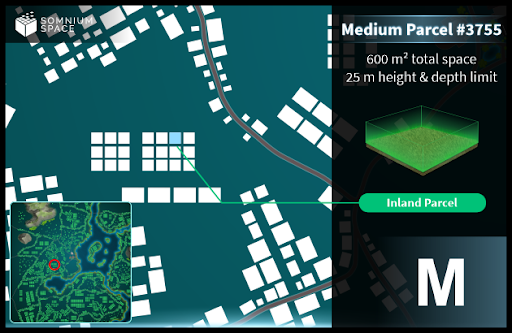 SOMNIUM
SPACE
Medium Parcel #3755
600 m² total space
25 m height & depth limit
Inland Parcel
M